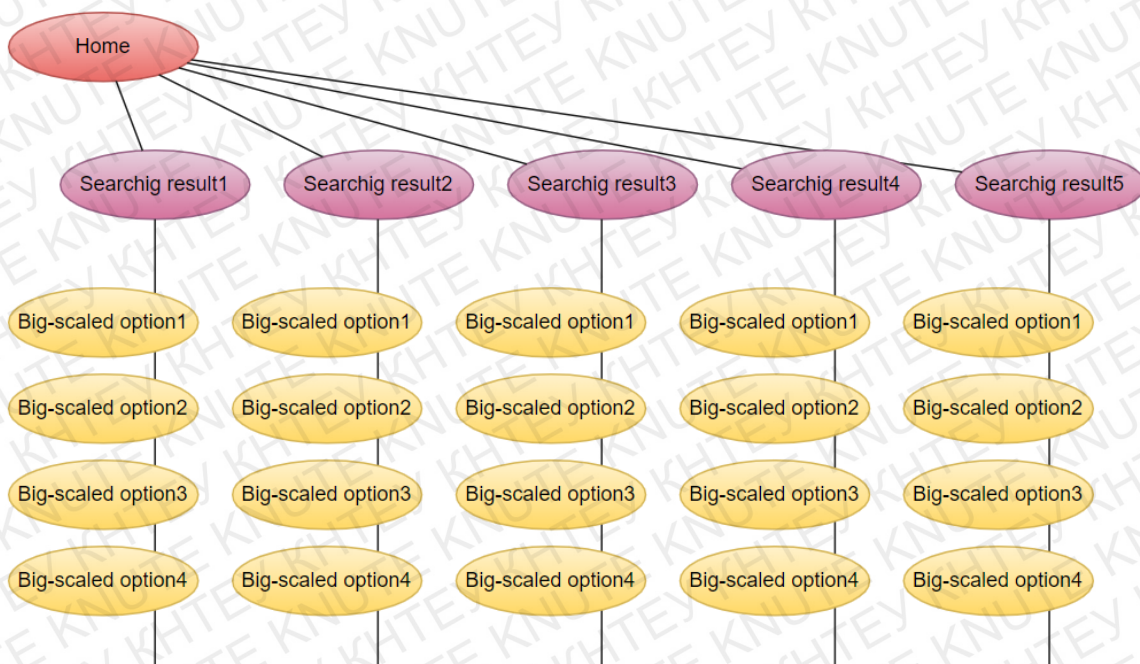 Home
Searchig result1
Searchig result2
Searchig result3
Searchig result4
Searchig result5
Big-scaled option1
Big-scaled option1
Big-scaled option1
Big-scaled option1
Big-scaled option1
Big-scaled option2
Big-scaled option2
Big-scaled option2
Big-scaled option2
Big-scaled option2
Big-scaled option3
Big-scaled option3
Big-scaled option3
Big-scaled option3
Big-scaled option3
Big-scaled option4
Big-scaled option4
Big-scaled option4
Big-scaled option4
Big-scaled option4
КНТЕУ KNUTE